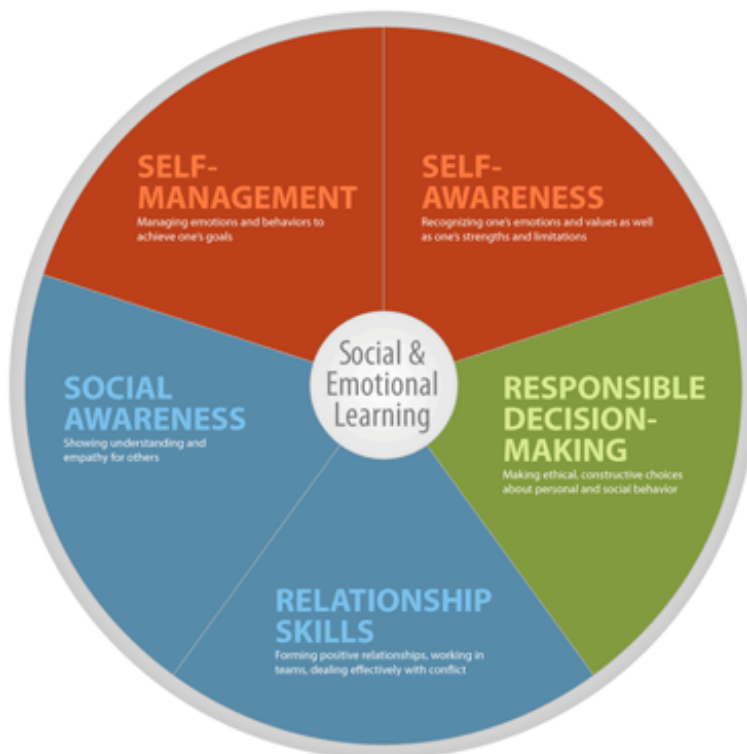 SELF-
MANAGEMENT
Managing emotions and behaviors to
achieve one's goals
SELF-
AWARENESS
Recognizing one's emotions and values as well
as one's strengths and limitations
Social &
Emotional
Learning
SOCIAL
AWARENESS
Showing understanding and
empathy for others
RESPONSIBLE
DECISION-
MAKING
Making ethical, constructive choices
about personal and social behavior
RELATIONSHIP
SKILLS
Forming positive relationships, working in
teams, dealing effectively with conflict